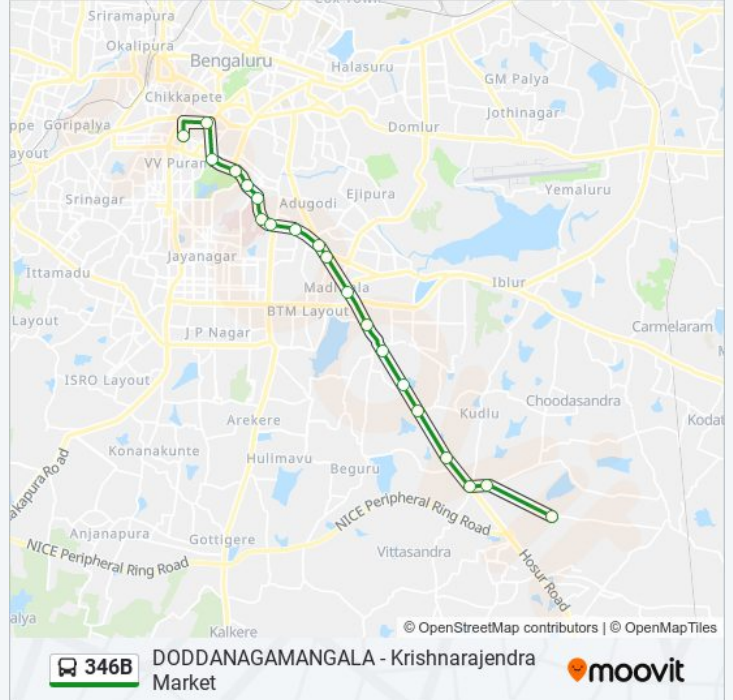 Sriramapura
Okalipura
Bengaluru
Halasuru
GM Palya
Chikkapete
Jothinagar
ppe Goripalya
Domlur
ayout
VV Puran
Yemaluru
Srinagar
Adugodi
Ejipura
Jayanagar
Ittamadu
Iblur
BTM Layout
Layout
J P Nagar
Carmelaram
ISRO Layout
Choodasandra
Kudlu
Arekere
Kodat
Konanakunte
Hulimavu
Beguru
akapura Road
NICE Peripheral Ring Road
Anjanapura
Gottigere
NICE Peripheral Ring Road
Vittasandra
Hosur Road
alya
Kalkere
© OpenStreetMap contributors | © OpenMapTiles
346B
DODDANAGAMANGALA - Krishnarajendra
Market
moovit